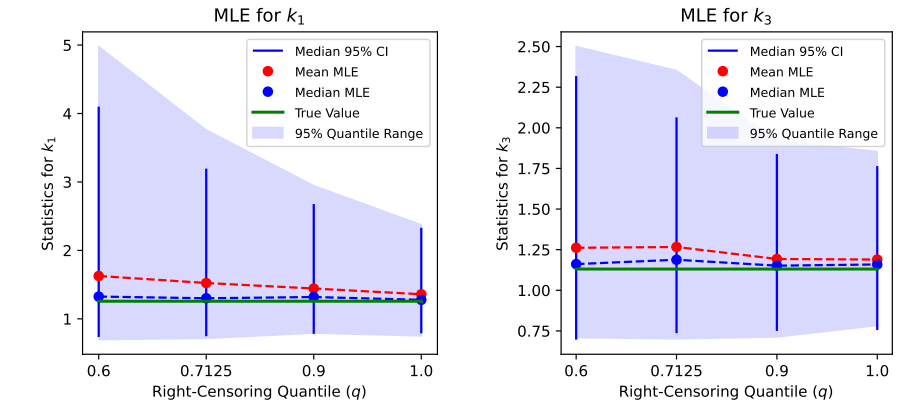 MLE for k1
Statistics for k1
5
4
3
2
1
0.6
0.7125
0.9
1.0
Right-Censoring Quantile (q)
Median 95% CI
Mean MLE
Median MLE
True Value
95% Quantile Range
MLE for k3
Statistics for k3
2.50
2.25
2.00
1.75
1.50
1.25
1.00
0.75
0.6
0.7125
0.9
1.0
Right-Censoring Quantile (q)
Median 95% CI
Mean MLE
Median MLE
True Value
95% Quantile Range